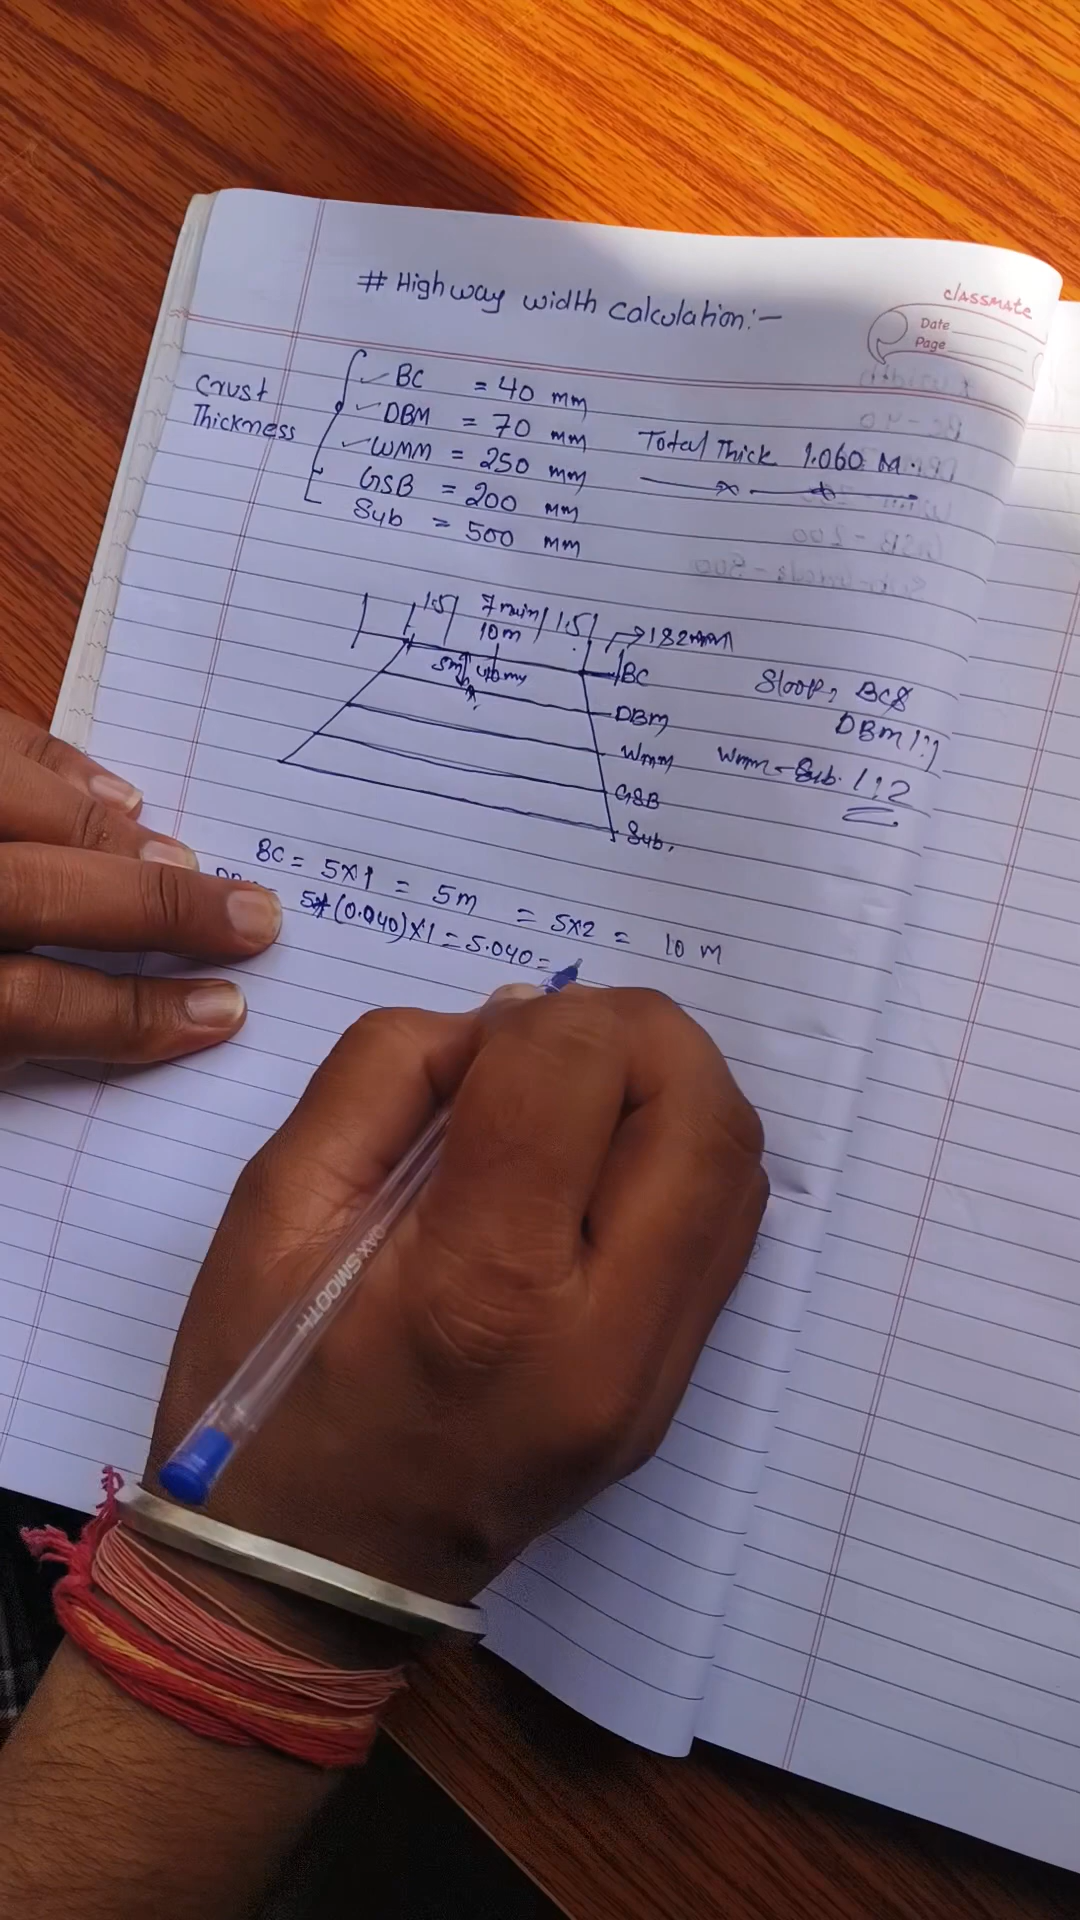 # Highway width calculation:-
classmate
Date
Page
Crust Thickness
BC = 40 mm
DBM = 70 mm
WMM = 250 mm
GSB = 200 mm
Sub = 500 mm
Total Thick 1.060 M.
1.5 7 main 1.5
10m
182mm
5m
BC
DBM
Wmm
GSB
Sub.
Sloop, BC &
DBM 1:1
Wmm - Sub. 1:2
BC = 5x1 = 5m = 5x2 = 10 M
5+(0.040)x1 = 5.040 =
DAX SMOOTH